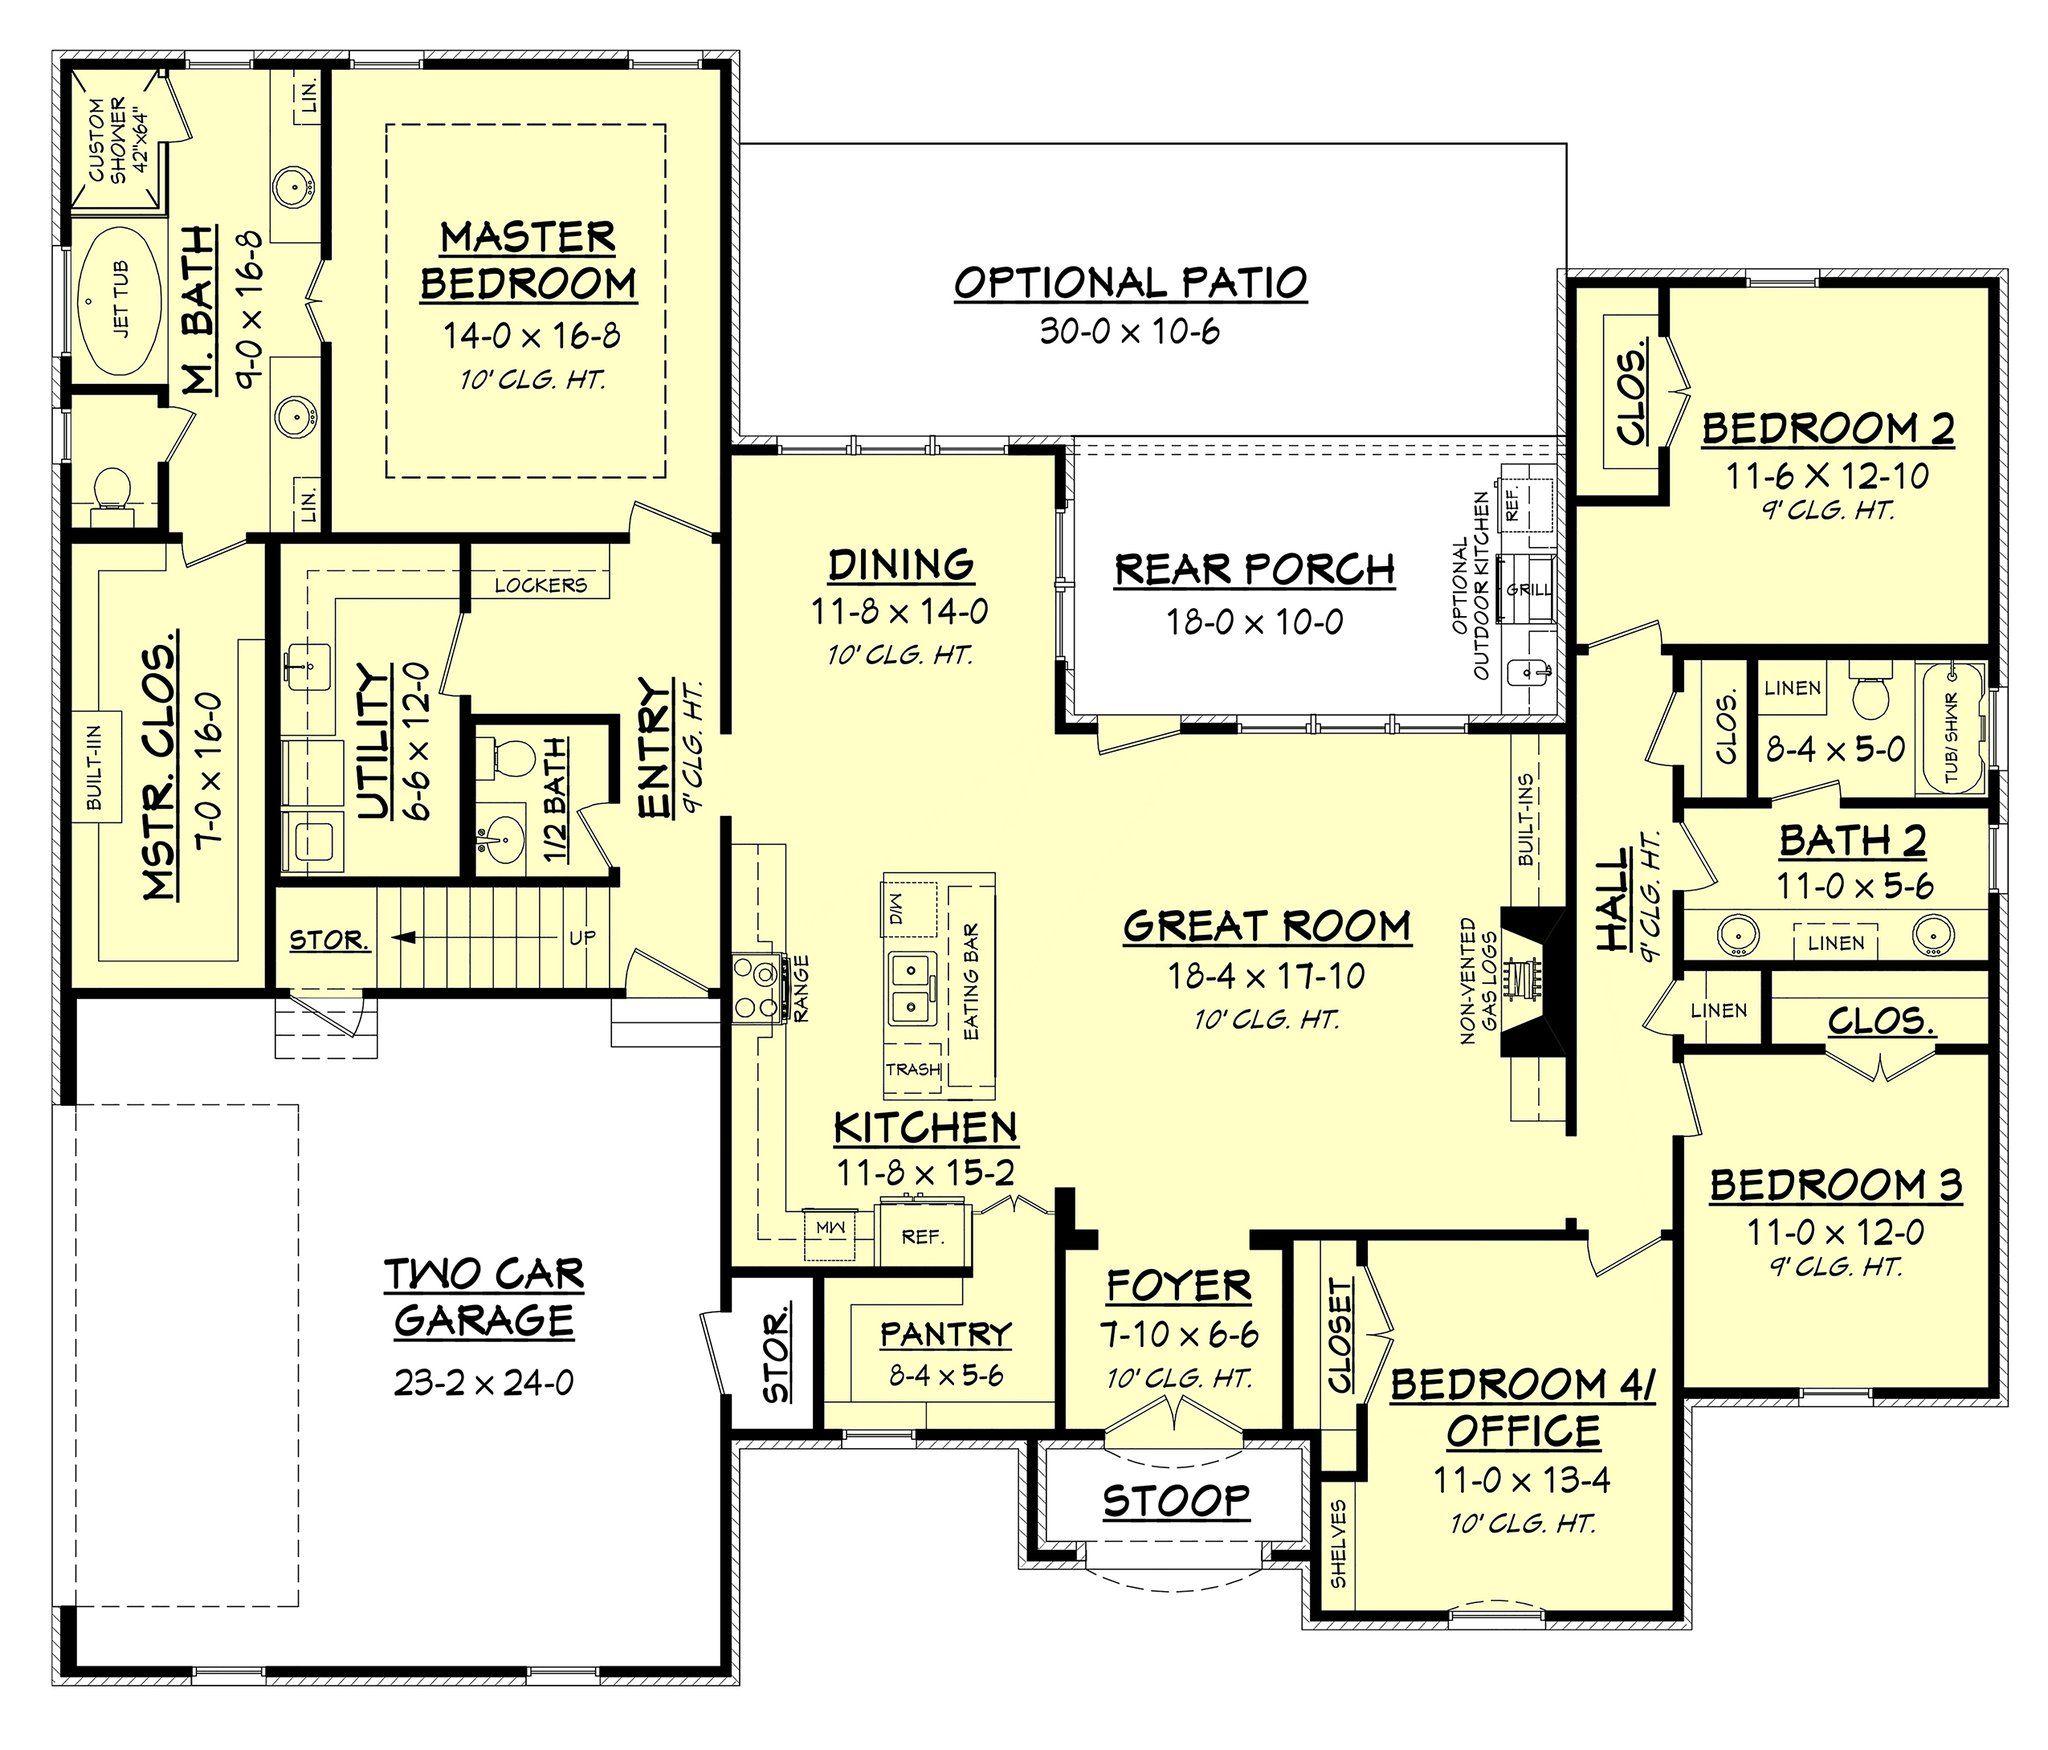 CUSTOM
SHOWER
42"x64"
LIN.
JET TUB
M. BATH
9-0 x 16-8
LIN.
MASTER
BEDROOM
14-0 x 16-8
10' CLG. HT.
OPTIONAL PATIO
30-0 x 10-6
CLOS.
BEDROOM 2
11-6 X 12-10
9' CLG. HT.
DINING
11-8 x 14-0
10' CLG. HT.
REAR PORCH
18-0 x 10-0
OPTIONAL
OUTDOOR KITCHEN
REF.
GRILL
LOCKERS
BUILT-IIN
MSTR. CLOS.
7-0 x 16-0
UTILITY
6-6 x 12-0
1/2 BATH
ENTRY
9' CLG. HT.
CLOS.
LINEN
8-4 x 5-0
TUB/ SHWR
BATH 2
11-0 x 5-6
LINEN
HALL
9' CLG. HT.
BUILT-INS
GREAT ROOM
18-4 x 17-10
10' CLG. HT.
NON-VENTED
GAS LOGS
STOR.
UP
RANGE
D/W
EATING BAR
TRASH
KITCHEN
11-8 x 15-2
MW
REF.
LINEN
CLOS.
BEDROOM 3
11-0 x 12-0
9' CLG. HT.
TWO CAR
GARAGE
23-2 x 24-0
STOR.
PANTRY
8-4 x 5-6
FOYER
7-10 x 6-6
10' CLG. HT.
CLOSET
BEDROOM 4/
OFFICE
11-0 x 13-4
10' CLG. HT.
SHELVES
STOOP